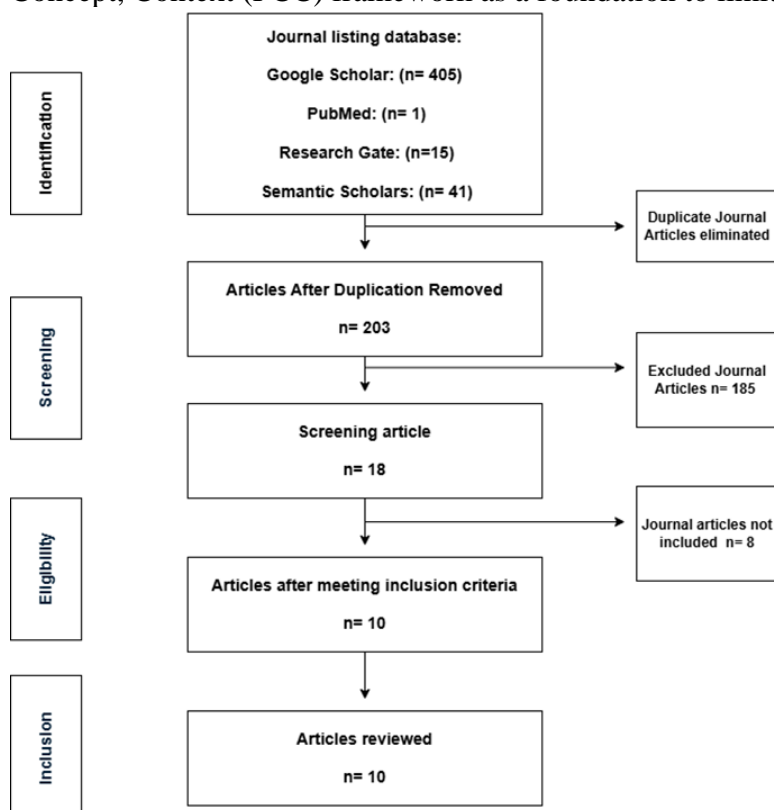 Concept, Context (PCC) framework as a foundation to
Identification
Journal listing database:
Google Scholar: (n= 405)
PubMed: (n= 1)
Research Gate: (n=15)
Semantic Scholars: (n= 41)
Duplicate Journal
Articles eliminated
Screening
Articles After Duplication Removed
n= 203
Excluded Journal
Articles n= 185
Screening article
n= 18
Eligibility
Journal articles not
included n= 8
Articles after meeting inclusion criteria
n= 10
Inclusion
Articles reviewed
n= 10